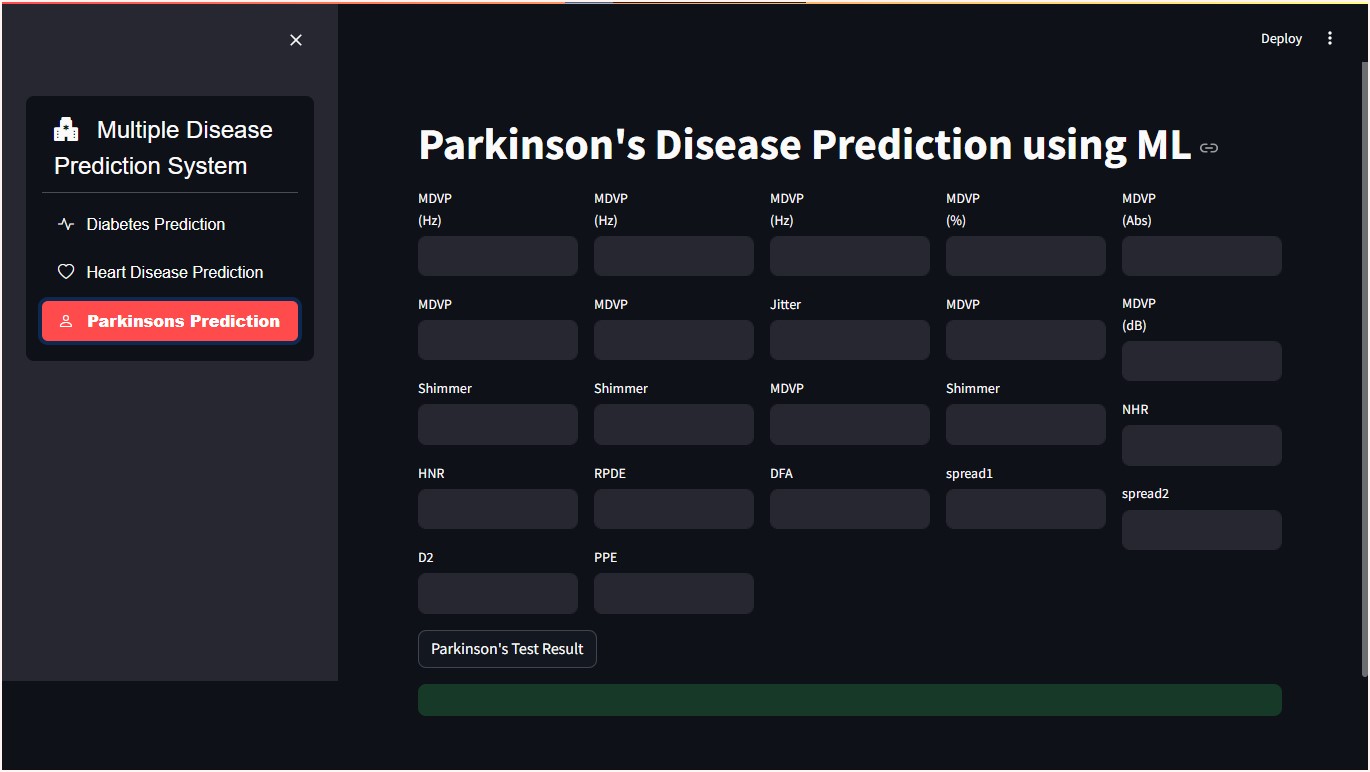 Deploy
Multiple Disease
Prediction System
Diabetes Prediction
Heart Disease Prediction
Parkinsons Prediction
Parkinson's Disease Prediction using ML
MDVP
(Hz)
MDVP
(Hz)
MDVP
(Hz)
MDVP
(%)
MDVP
(Abs)
MDVP
MDVP
Jitter
MDVP
MDVP
(dB)
Shimmer
Shimmer
MDVP
Shimmer
NHR
HNR
RPDE
DFA
spread1
spread2
D2
PPE
Parkinson's Test Result